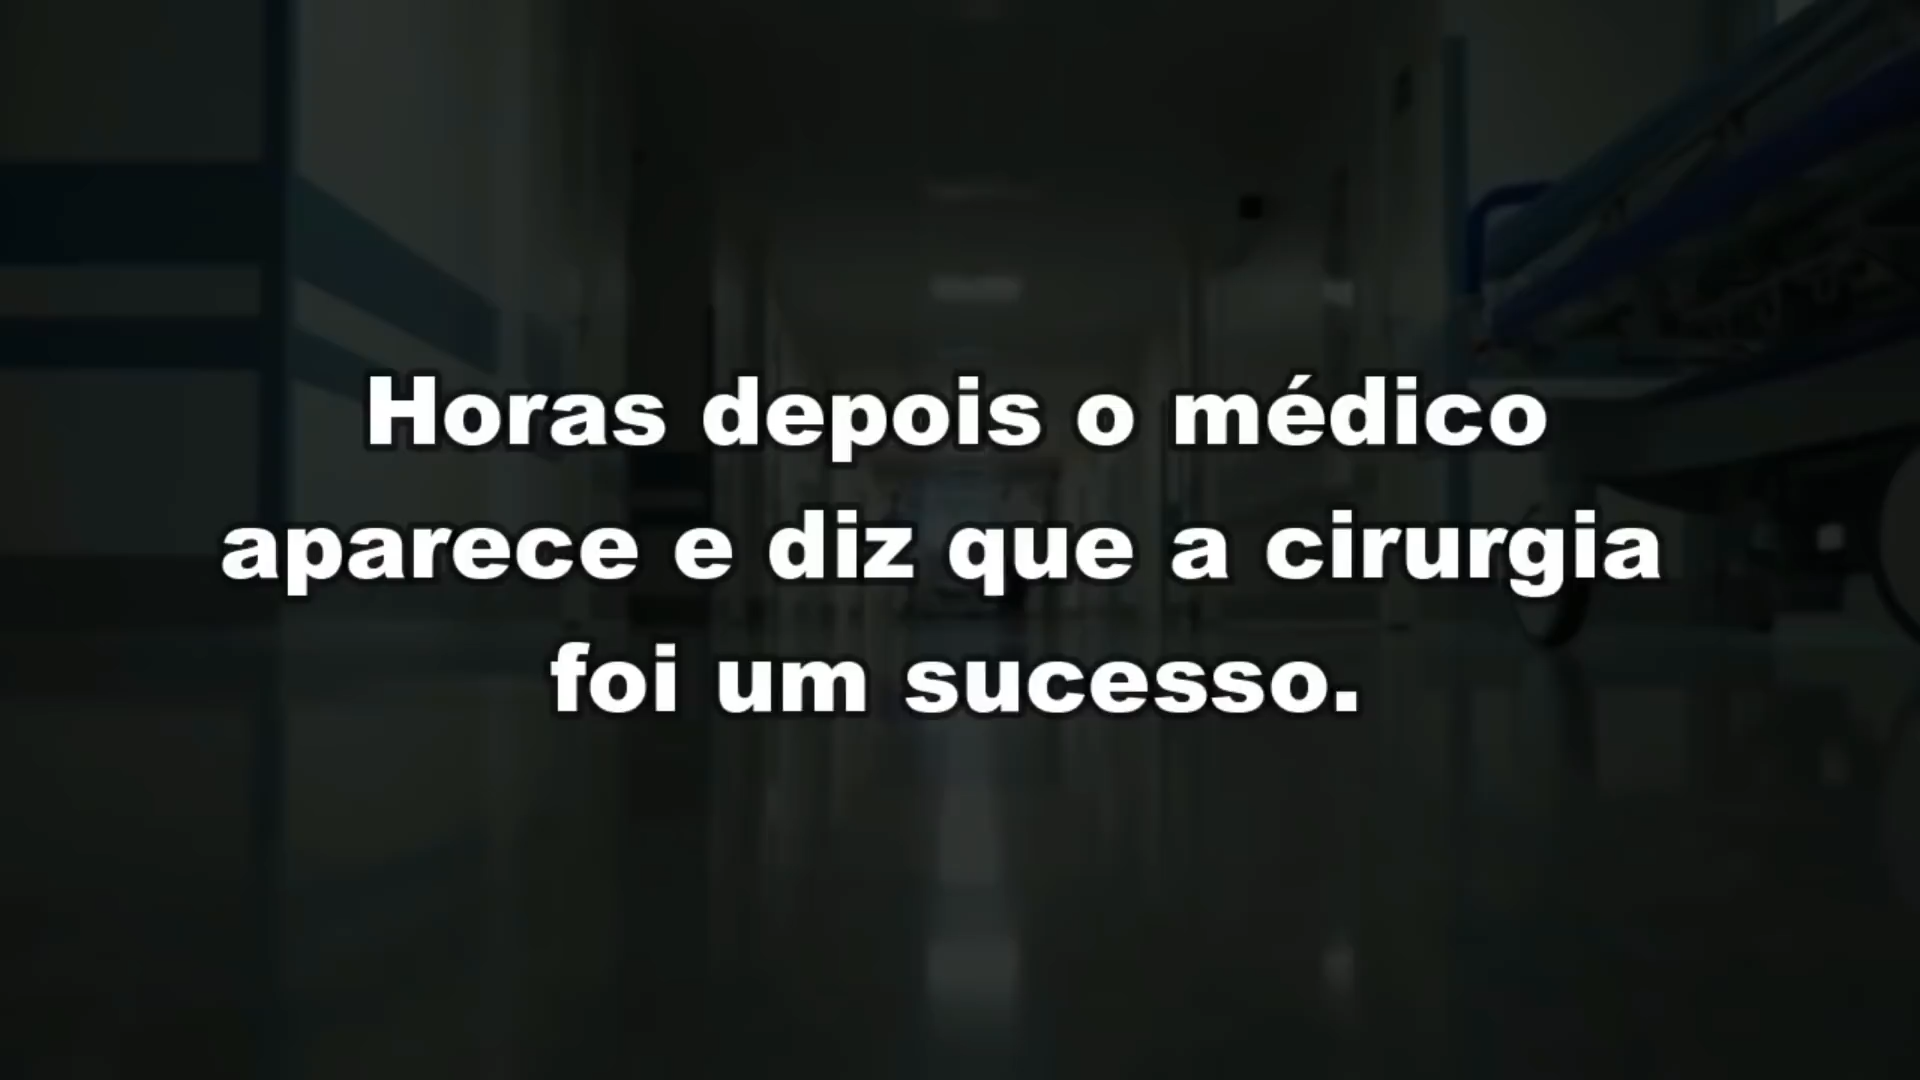 Horas depois o médico
aparece e diz que a cirurgia
foi um sucesso.